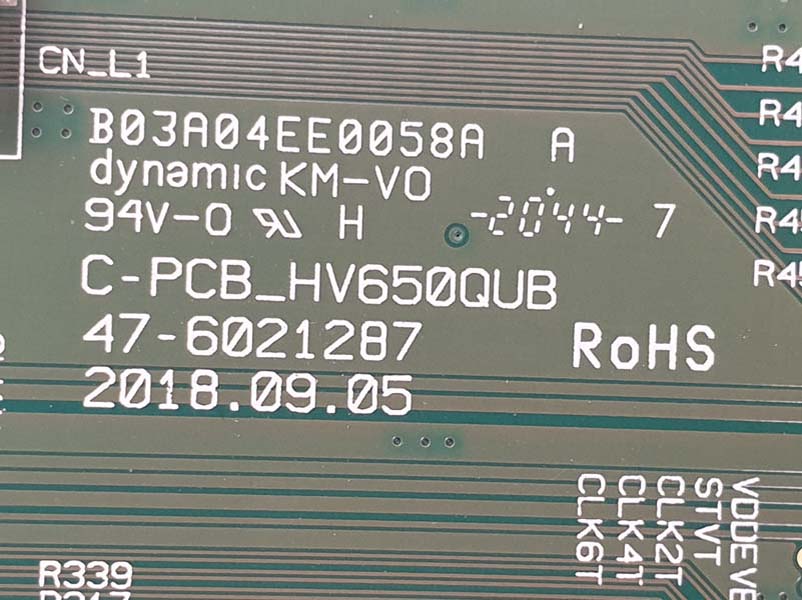 CN_L1
B03A04EE0058A A
dynamic KM-V0
94V-0 H -2044- 7
C-PCB_HV650QUB
47-6021287 RoHS
2018.09.05
VDDEVE
STVT
CLK2T
CLK4T
CLK6T
R339